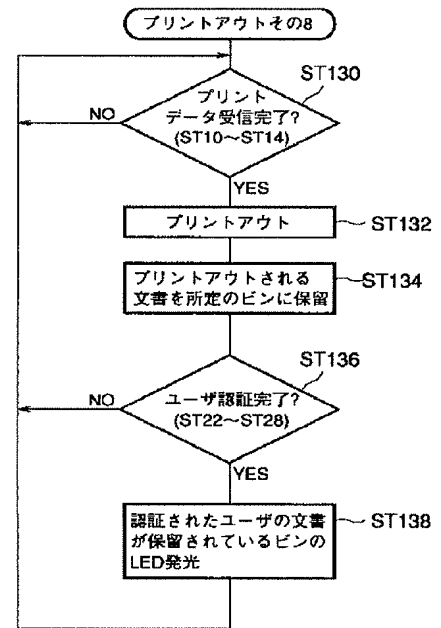 プリントアウトその8
ST130
プリント
データ受信完了?
(ST10～ST14)
NO
YES
プリントアウト
ST132
プリントアウトされる
文書を所定のビンに保留
ST134
ST136
ユーザ認証完了?
(ST22～ST28)
NO
YES
認証されたユーザの文書
が保留されているビンの
LED発光
ST138